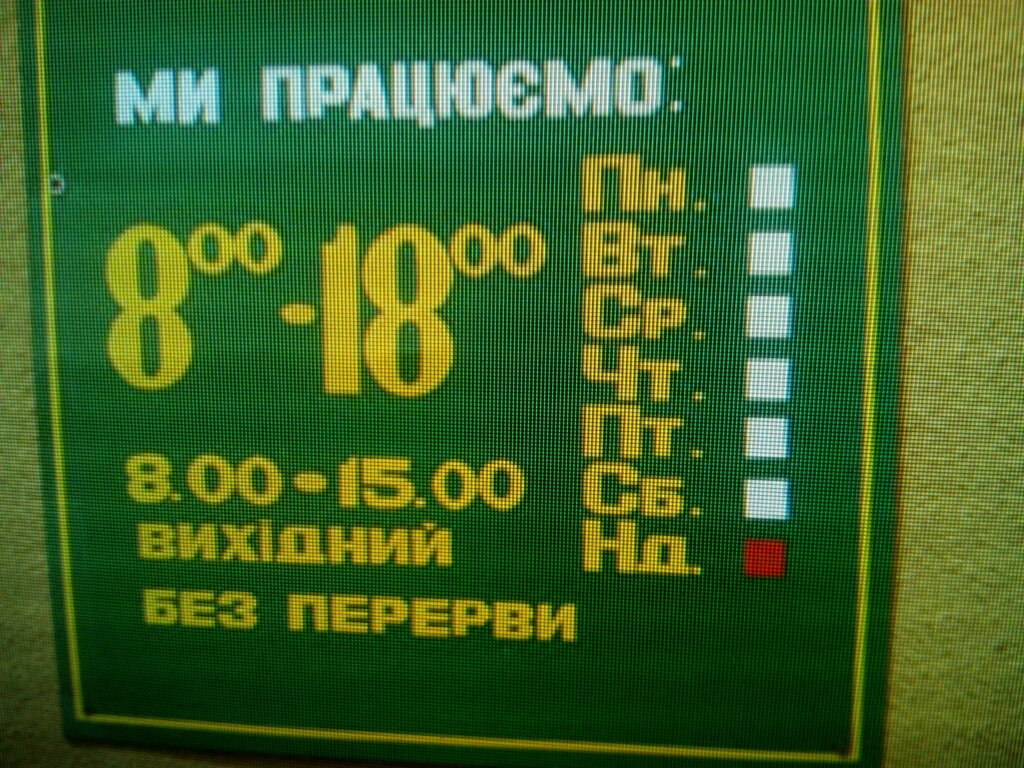 МИ ПРАЦЮЄМО:
8⁰⁰-18⁰⁰
8.00-15.00
ВИХІДНИЙ
БЕЗ ПЕРЕРВИ
Пн.
Вт.
Ср.
Чт.
Пт.
Сб.
Нд.